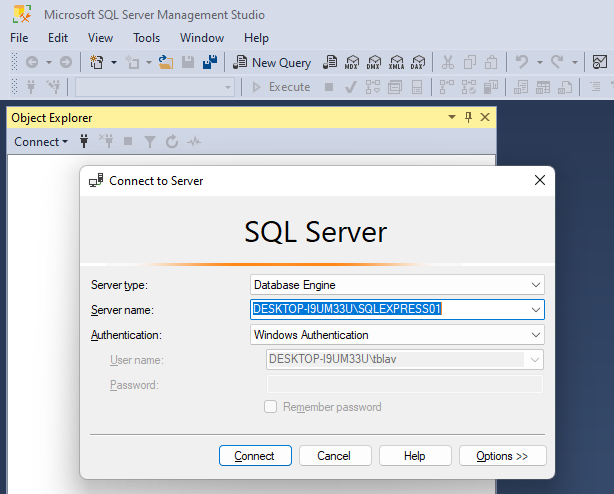 Microsoft SQL Server Management Studio
File Edit View Tools Window Help
New Query MDX DMX XMLA DAX
Execute
Object Explorer
Connect
Connect to Server
SQL Server
Server type: Database Engine
Server name: DESKTOP-I9UM33U\SQLEXPRESS01
Authentication: Windows Authentication
User name: DESKTOP-I9UM33U\tblav
Password:
Remember password
Connect Cancel Help Options >>